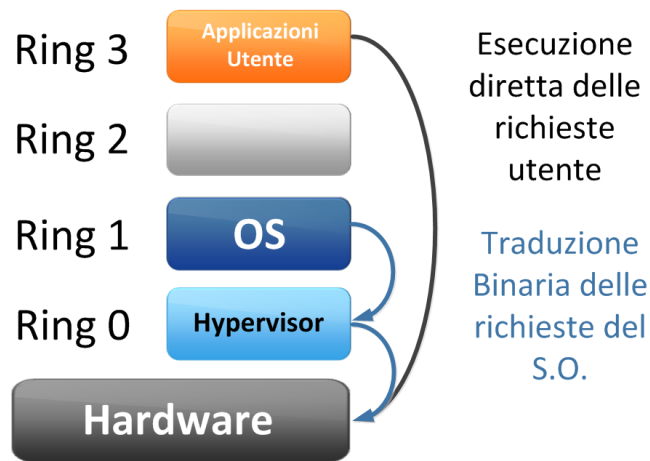 Ring 3
Applicazioni
Utente
Esecuzione
diretta delle
richieste
utente
Ring 2
Ring 1
OS
Traduzione
Binaria delle
richieste del
S.O.
Ring 0
Hypervisor
Hardware